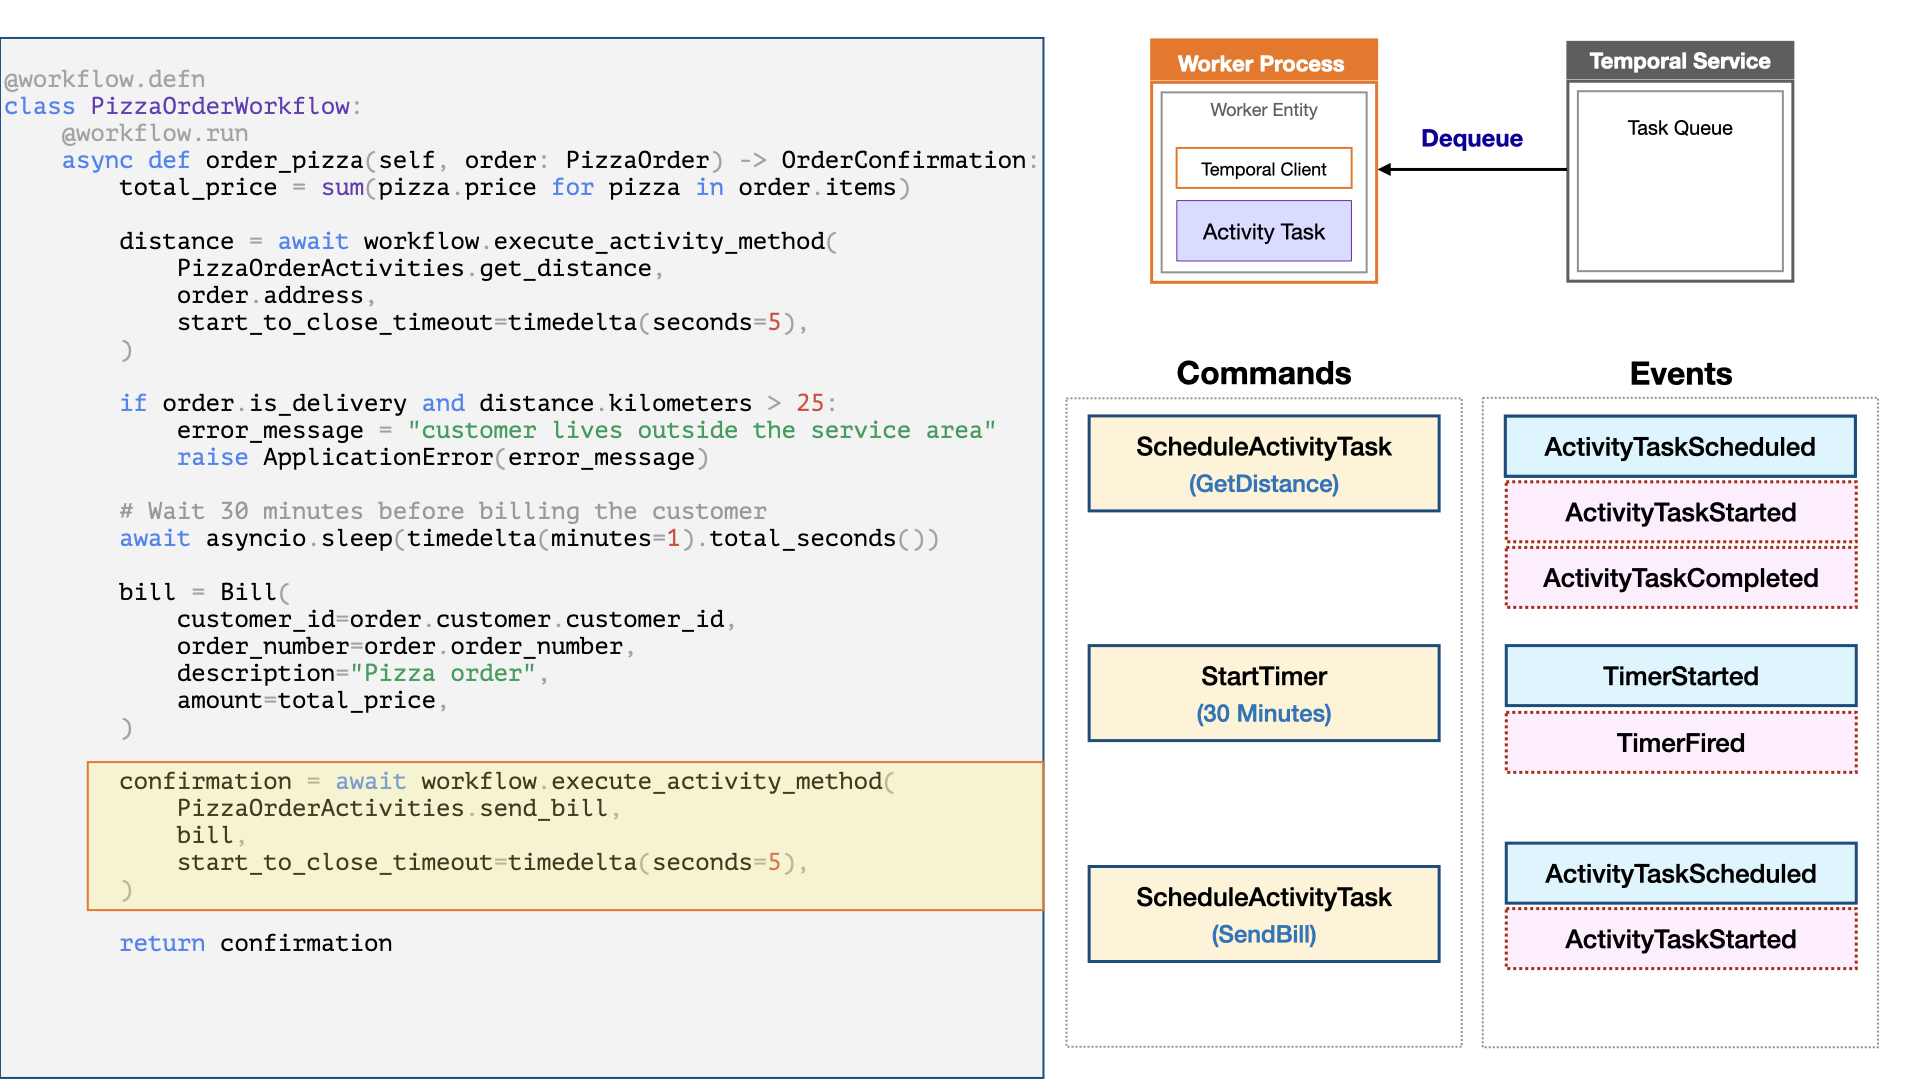 @workflow.defn
class PizzaOrderWorkflow:
    @workflow.run
    async def order_pizza(self, order: PizzaOrder) -> OrderConfirmation:
        total_price = sum(pizza.price for pizza in order.items)

        distance = await workflow.execute_activity_method(
            PizzaOrderActivities.get_distance,
            order.address,
            start_to_close_timeout=timedelta(seconds=5),
        )

        if order.is_delivery and distance.kilometers > 25:
            error_message = "customer lives outside the service area"
            raise ApplicationError(error_message)

        # Wait 30 minutes before billing the customer
        await asyncio.sleep(timedelta(minutes=1).total_seconds())

        bill = Bill(
            customer_id=order.customer.customer_id,
            order_number=order.order_number,
            description="Pizza order",
            amount=total_price,
        )

        confirmation = await workflow.execute_activity_method(
            PizzaOrderActivities.send_bill,
            bill,
            start_to_close_timeout=timedelta(seconds=5),
        )

        return confirmation
Worker Process
Worker Entity
Temporal Client
Activity Task
Dequeue
Temporal Service
Task Queue
Commands
ScheduleActivityTask
(GetDistance)
StartTimer
(30 Minutes)
ScheduleActivityTask
(SendBill)
Events
ActivityTaskScheduled
ActivityTaskStarted
ActivityTaskCompleted
TimerStarted
TimerFired
ActivityTaskScheduled
ActivityTaskStarted